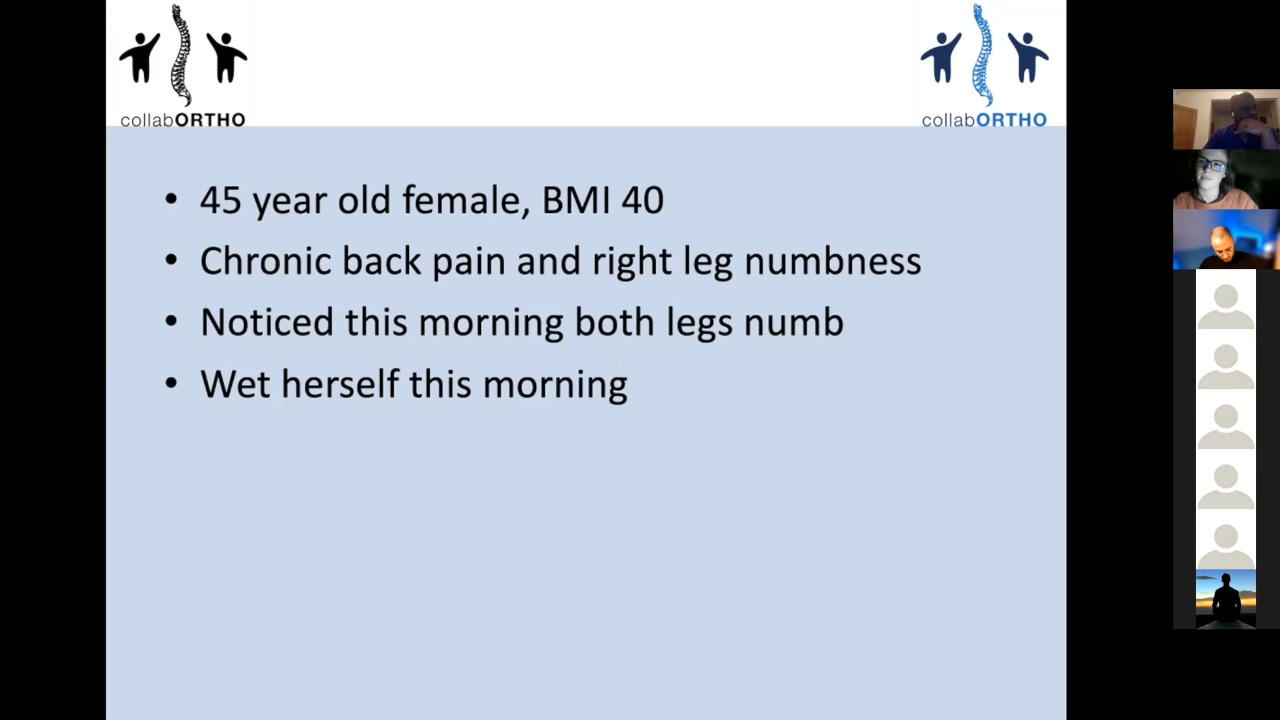 collabORTHO
collabORTHO
• 45 year old female, BMI 40
• Chronic back pain and right leg numbness
• Noticed this morning both legs numb
• Wet herself this morning